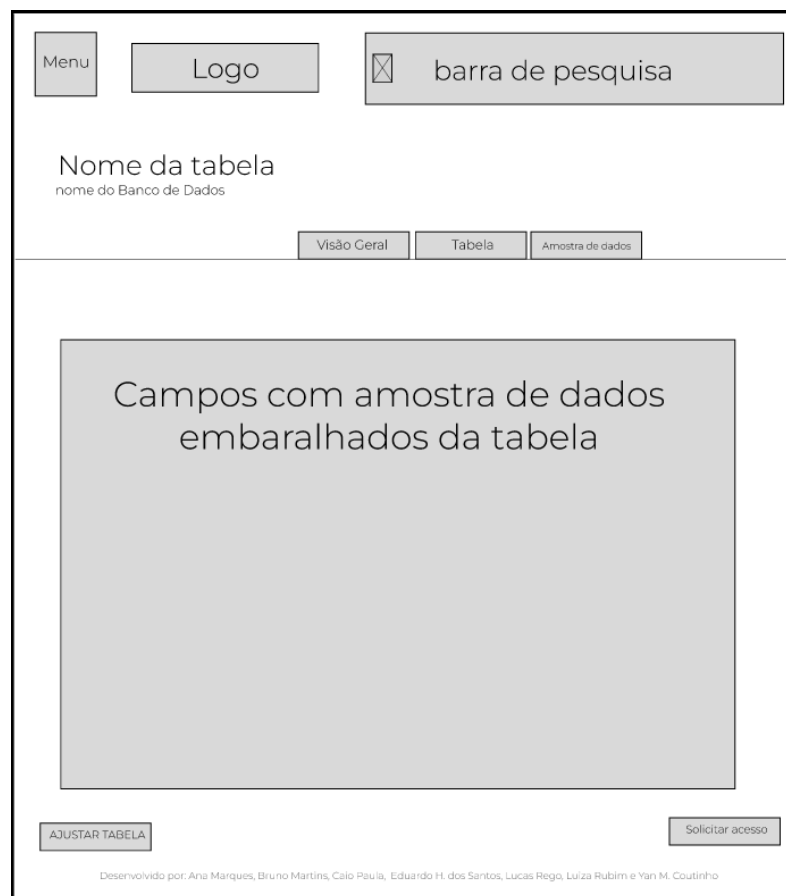 Menu
Logo
barra de pesquisa
Nome da tabela
nome do Banco de Dados
Visão Geral
Tabela
Amostra de dados
Campos com amostra de dados
embaralhados da tabela
AJUSTAR TABELA
Solicitar acesso
Desenvolvido por: Ana Marques, Bruno Martins, Caio Paula, Eduardo H. dos Santos, Lucas Rego, Luíza Rubim e Yan M. Coutinho